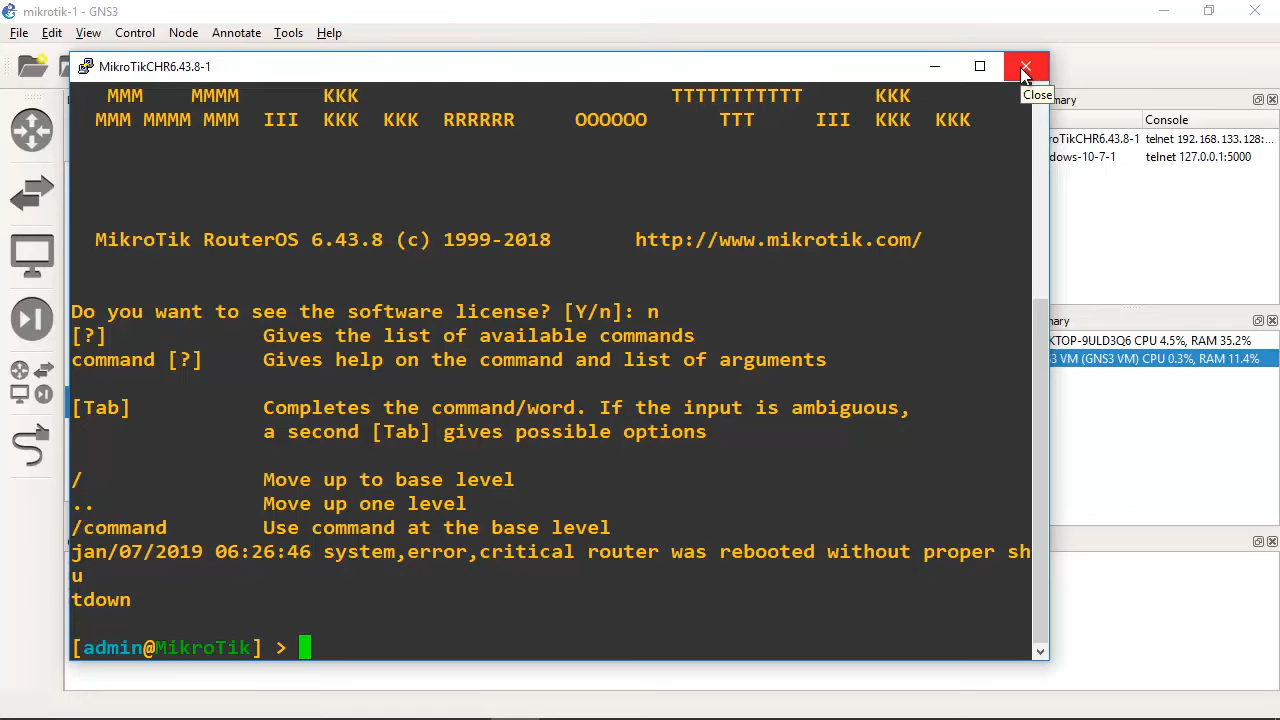 mikrotik-1 - GNS3
File Edit View Control Node Annotate Tools Help
MikroTikCHR6.43.8-1
Close
MMM MMMM KKK TTTTTTTTTTT KKK
MMM MMMM MMM III KKK KKK RRRRRR OOOOOO TTT III KKK KKK
MikroTik RouterOS 6.43.8 (c) 1999-2018 http://www.mikrotik.com/
Do you want to see the software license? [Y/n]: n
[?] Gives the list of available commands
command [?] Gives help on the command and list of arguments
[Tab] Completes the command/word. If the input is ambiguous,
a second [Tab] gives possible options
/ Move up to base level
.. Move up one level
/command Use command at the base level
jan/07/2019 06:26:46 system,error,critical router was rebooted without proper sh
u
tdown
[admin@MikroTik] >
mmary
Console
roTikCHR6.43.8-1 telnet 192.168.133.128:...
dows-10-7-1 telnet 127.0.0.1:5000
mary
KTOP-9ULD3Q6 CPU 4.5%, RAM 35.2%
3 VM (GNS3 VM) CPU 0.3%, RAM 11.4%